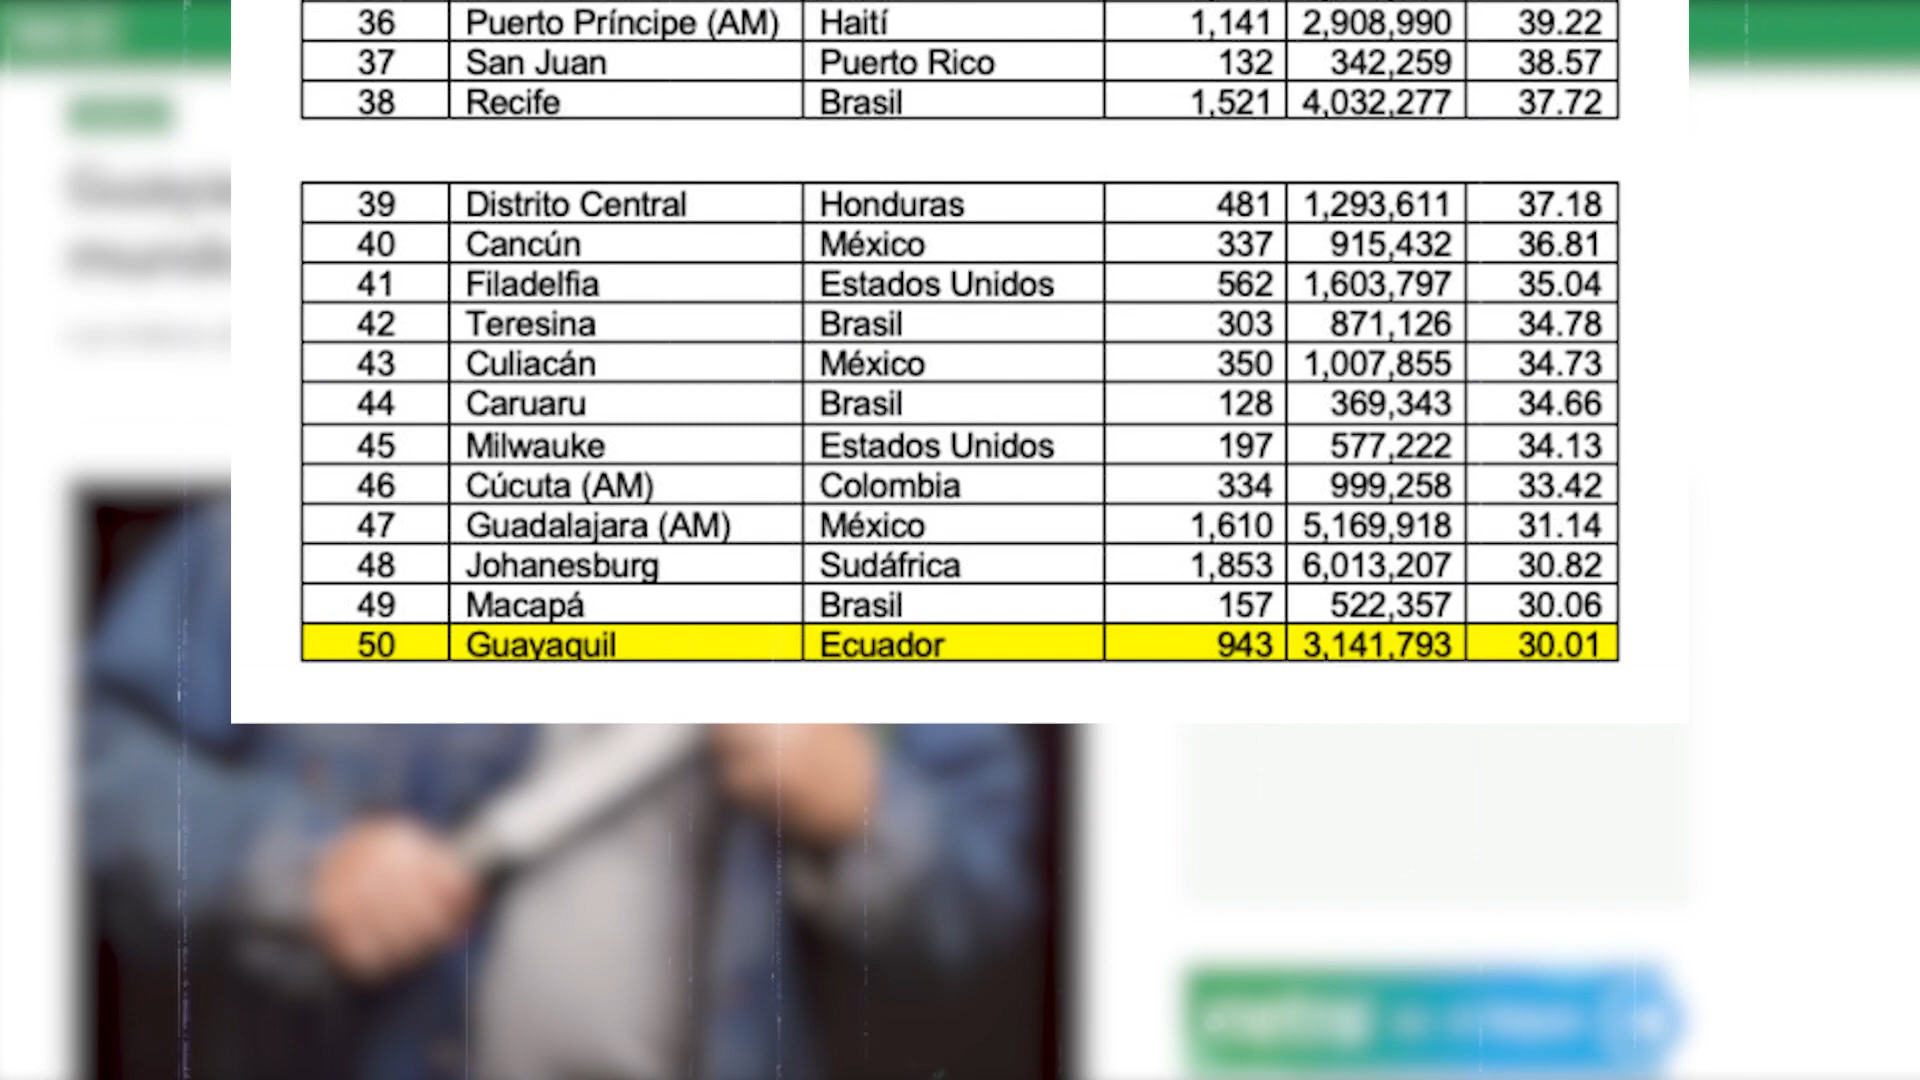 36 Puerto Príncipe (AM) Haití 1,141 2,908,990 39.22
37 San Juan Puerto Rico 132 342,259 38.57
38 Recife Brasil 1,521 4,032,277 37.72
39 Distrito Central Honduras 481 1,293,611 37.18
40 Cancún México 337 915,432 36.81
41 Filadelfia Estados Unidos 562 1,603,797 35.04
42 Teresina Brasil 303 871,126 34.78
43 Culiacán México 350 1,007,855 34.73
44 Caruaru Brasil 128 369,343 34.66
45 Milwauke Estados Unidos 197 577,222 34.13
46 Cúcuta (AM) Colombia 334 999,258 33.42
47 Guadalajara (AM) México 1,610 5,169,918 31.14
48 Johanesburg Sudáfrica 1,853 6,013,207 30.82
49 Macapá Brasil 157 522,357 30.06
50 Guayaquil Ecuador 943 3,141,793 30.01